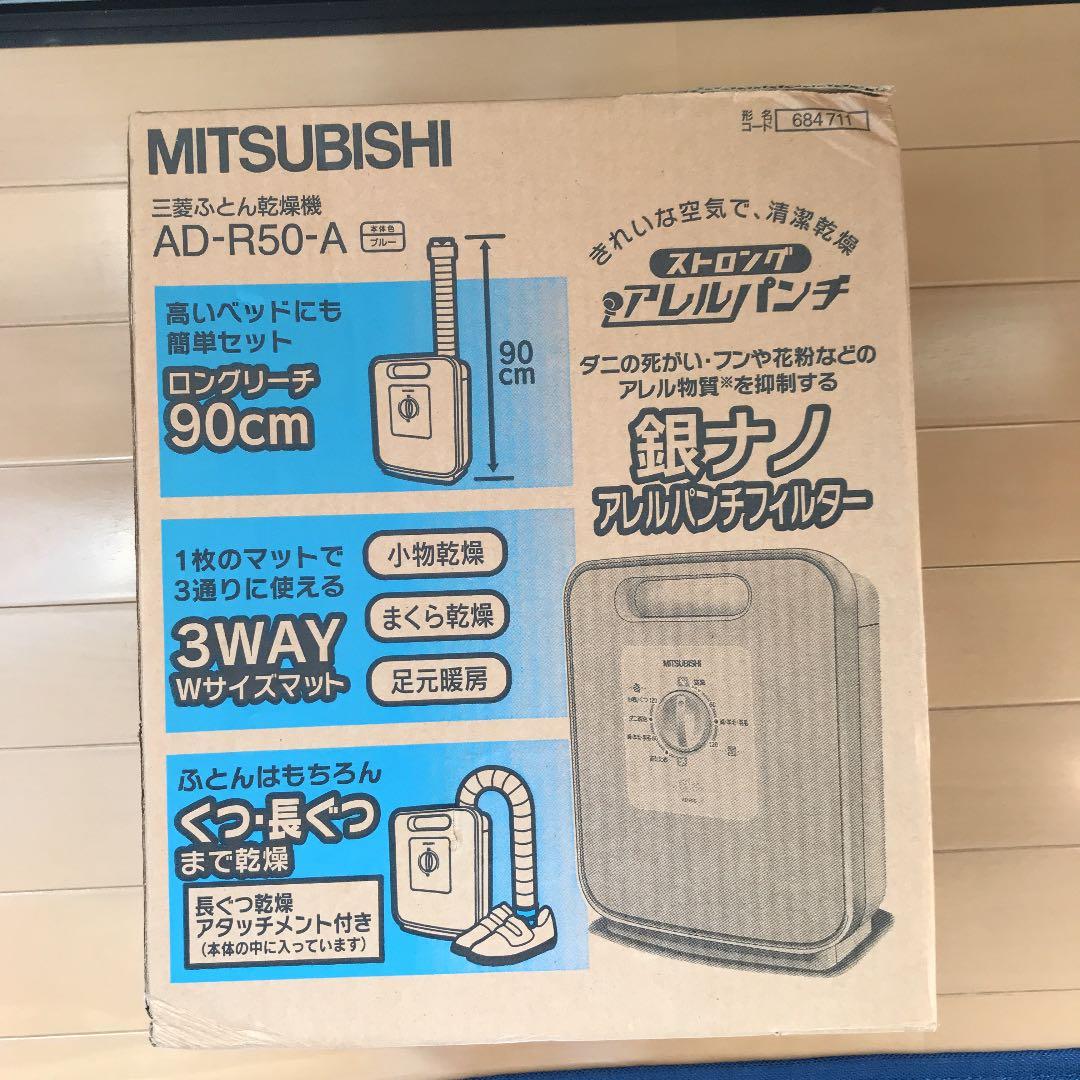 MITSUBISHI
形名
コード
684711
三菱ふとん乾燥機
AD-R50-A
本体色
ブルー
高いベッドにも
簡単セット
ロングリーチ
90cm
90
cm
きれいな空気で、清潔乾燥
ストロング
アレルパンチ
ダニの死がい・フンや花粉などの
アレル物質※を抑制する
銀ナノ
アレルパンチフィルター
1枚のマットで
3通りに使える
3WAY
Wサイズマット
小物乾燥
まくら乾燥
足元暖房
ふとんはもちろん
くつ・長ぐつ
まで乾燥
長ぐつ乾燥
アタッチメント付き
(本体の中に入っています)
MITSUBISHI
120
60
120